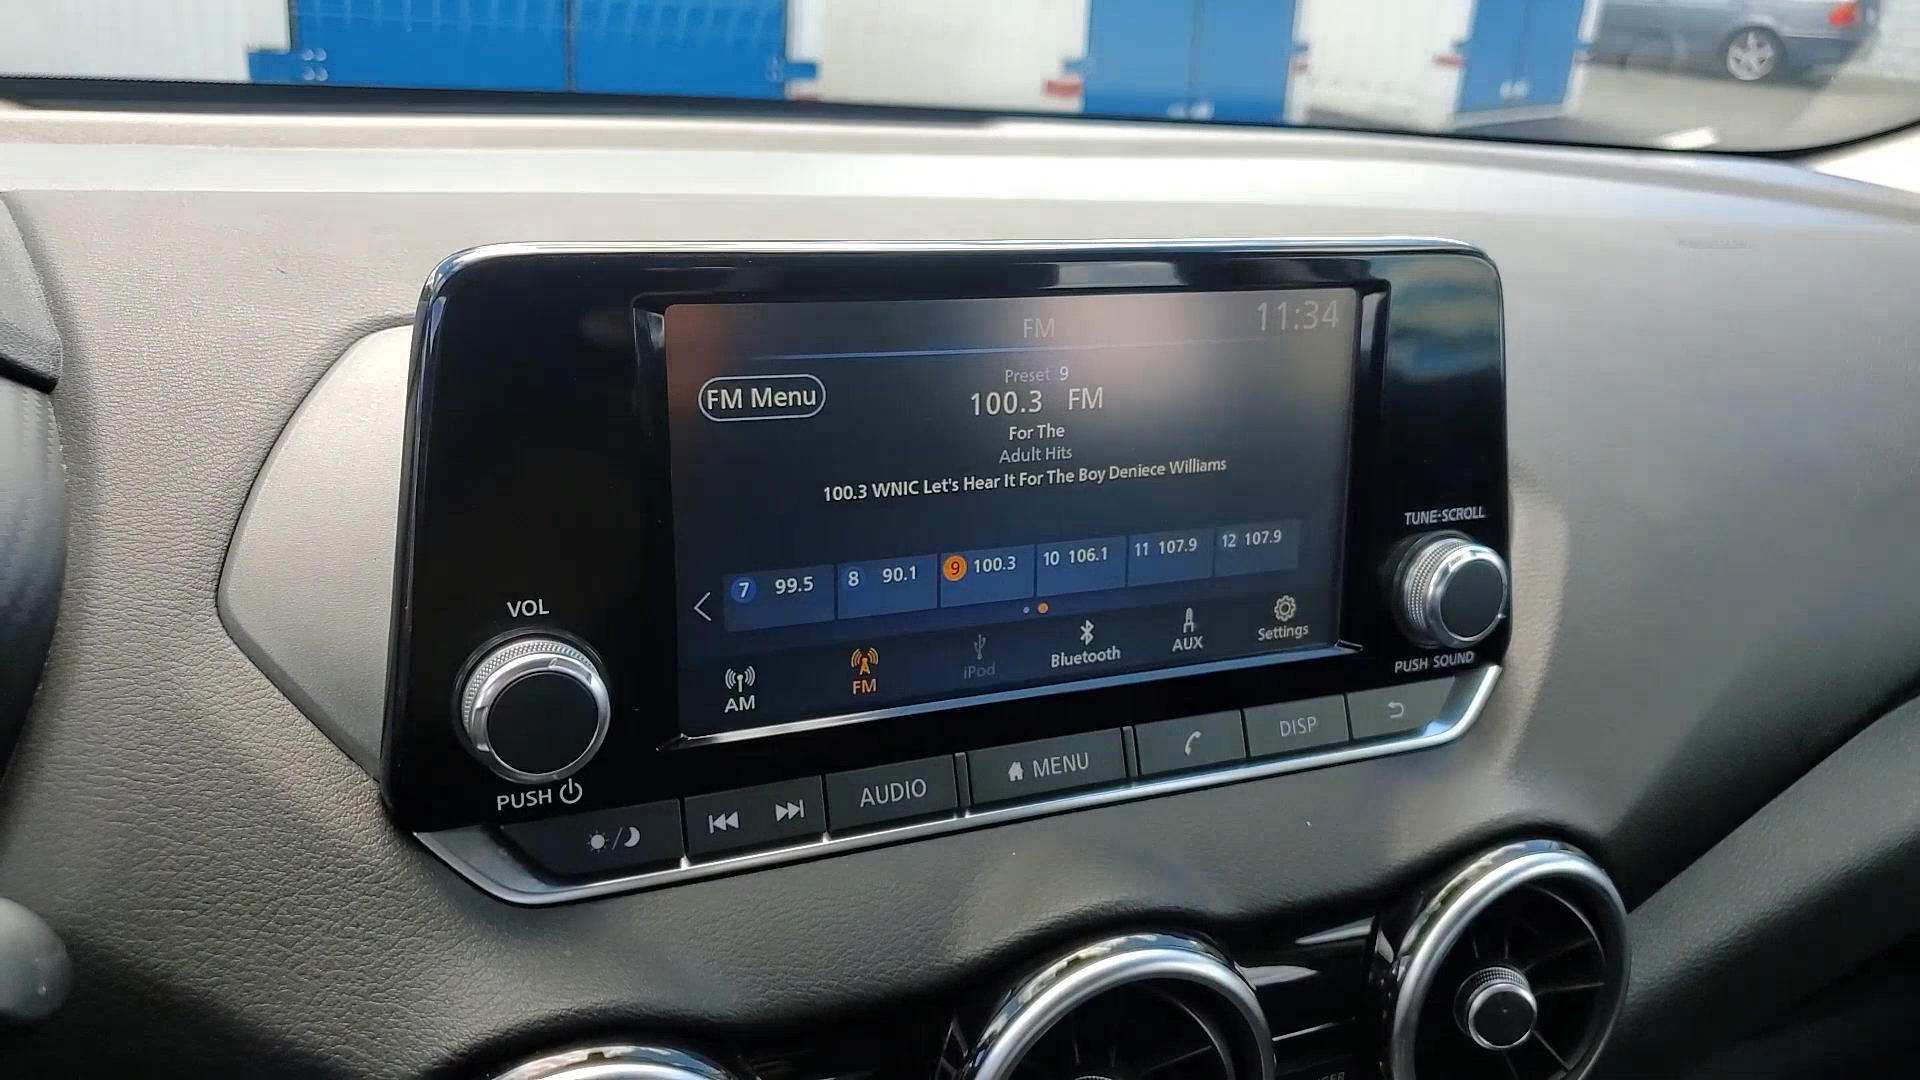 FM
11:34
FM Menu
Preset 9
100.3 FM
For The
Adult Hits
100.3 WNIC Let's Hear It For The Boy Deniece Williams
7 99.5
8 90.1
9 100.3
10 106.1
11 107.9
12 107.9
AM
FM
iPod
Bluetooth
AUX
Settings
VOL
PUSH
TUNE·SCROLL
PUSH SOUND
AUDIO
MENU
DISP